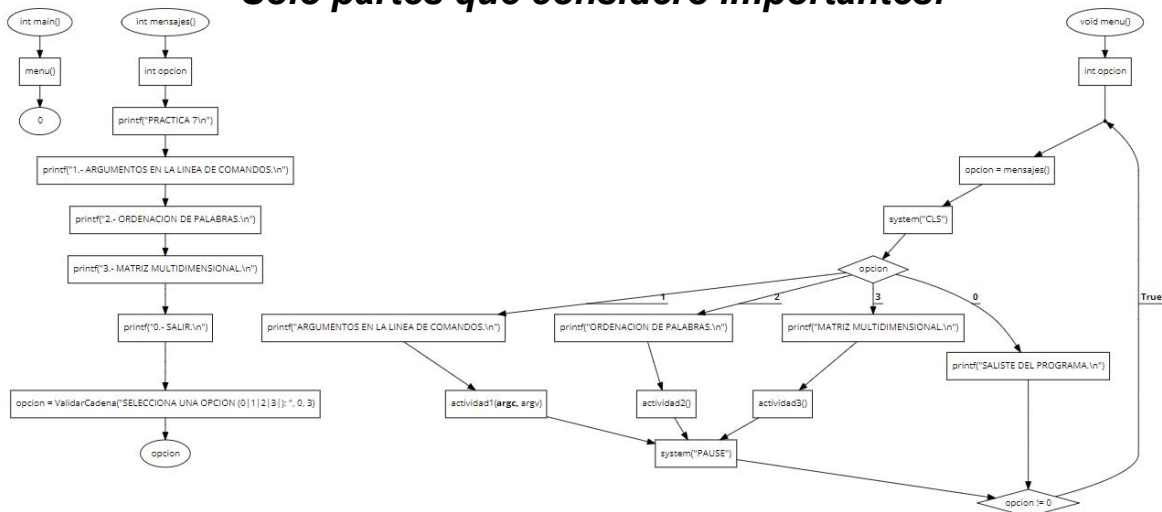 Solo partes que considero importantes.
int main()
menu()
0
int mensajes()
int opcion
printf("PRACTICA 7\n")
printf("1.- ARGUMENTOS EN LA LINEA DE COMANDOS.\n")
printf("2.- ORDENACION DE PALABRAS.\n")
printf("3.- MATRIZ MULTIDIMENSIONAL.\n")
printf("0.- SALIR.\n")
opcion = ValidarCadena("SELECCIONA UNA OPCION (0|1|2|3|): ", 0, 3)
opcion
void menu()
int opcion
opcion = mensajes()
system("CLS")
opcion
1
2
3
0
True
printf("ARGUMENTOS EN LA LINEA DE COMANDOS.\n")
printf("ORDENACION DE PALABRAS.\n")
printf("MATRIZ MULTIDIMENSIONAL.\n")
printf("SALISTE DEL PROGRAMA.\n")
actividad1(argc, argv)
actividad2()
actividad3()
system("PAUSE")
opcion != 0